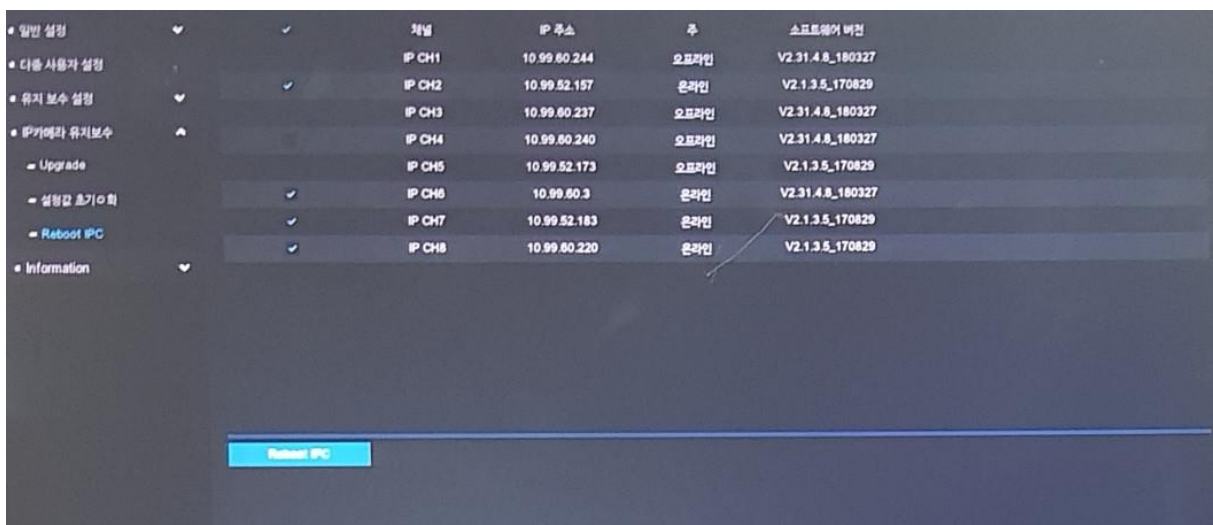 일반 설정
다중 사용자 설정
유지 보수 설정
IP카메라 유지보수
Upgrade
설정값 초기ㅇ화
Reboot IPC
Information
채널 IP 주소 주 소프트웨어 버전
IP CH1 10.99.60.244 오프라인 V2.31.4.8_180327
IP CH2 10.99.52.157 온라인 V2.1.3.5_170829
IP CH3 10.99.60.237 오프라인 V2.31.4.8_180327
IP CH4 10.99.60.240 오프라인 V2.31.4.8_180327
IP CH5 10.99.52.173 오프라인 V2.1.3.5_170829
IP CH6 10.99.60.3 온라인 V2.31.4.8_180327
IP CH7 10.99.52.183 온라인 V2.1.3.5_170829
IP CH8 10.99.60.220 온라인 V2.1.3.5_170829
Reboot IPC